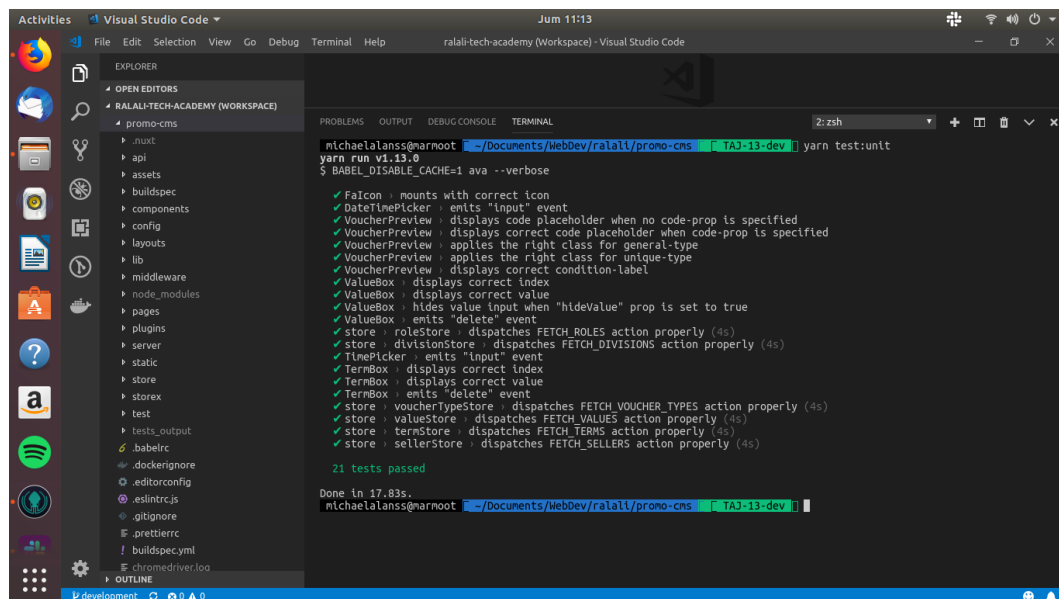 Activities Visual Studio Code Jum 11:13
File Edit Selection View Go Debug Terminal Help ralali-tech-academy (Workspace) - Visual Studio Code
EXPLORER
OPEN EDITORS
RALALI-TECH-ACADEMY (WORKSPACE)
promo-cms
.nuxt
api
assets
buildspec
components
config
layouts
lib
middleware
node_modules
pages
plugins
server
static
store
storex
test
tests_output
.babelrc
.dockerignore
.editorconfig
.eslintrc.js
.gitignore
.prettierrc
buildspec.yml
chromedriver.log
OUTLINE
PROBLEMS OUTPUT DEBUG CONSOLE TERMINAL 2: zsh
michaelalanss@marmoot ~/Documents/WebDev/ralali/promo-cms TAJ-13-dev yarn test:unit
yarn run v1.13.0
$ BABEL_DISABLE_CACHE=1 ava --verbose
✔ FaIcon › mounts with correct icon
✔ DateTimePicker › emits "input" event
✔ VoucherPreview › displays code placeholder when no code-prop is specified
✔ VoucherPreview › displays correct code placeholder when code-prop is specified
✔ VoucherPreview › applies the right class for general-type
✔ VoucherPreview › applies the right class for unique-type
✔ VoucherPreview › displays correct condition-label
✔ ValueBox › displays correct index
✔ ValueBox › displays correct value
✔ ValueBox › hides value input when "hideValue" prop is set to true
✔ ValueBox › emits "delete" event
✔ store › roleStore › dispatches FETCH_ROLES action properly (4s)
✔ store › divisionStore › dispatches FETCH_DIVISIONS action properly (4s)
✔ TimePicker › emits "input" event
✔ TermBox › displays correct index
✔ TermBox › displays correct value
✔ TermBox › emits "delete" event
✔ store › voucherTypeStore › dispatches FETCH_VOUCHER_TYPES action properly (4s)
✔ store › valueStore › dispatches FETCH_VALUES action properly (4s)
✔ store › termStore › dispatches FETCH_TERMS action properly (4s)
✔ store › sellerStore › dispatches FETCH_SELLERS action properly (4s)
21 tests passed
Done in 17.83s.
michaelalanss@marmoot ~/Documents/WebDev/ralali/promo-cms TAJ-13-dev
development 0 0